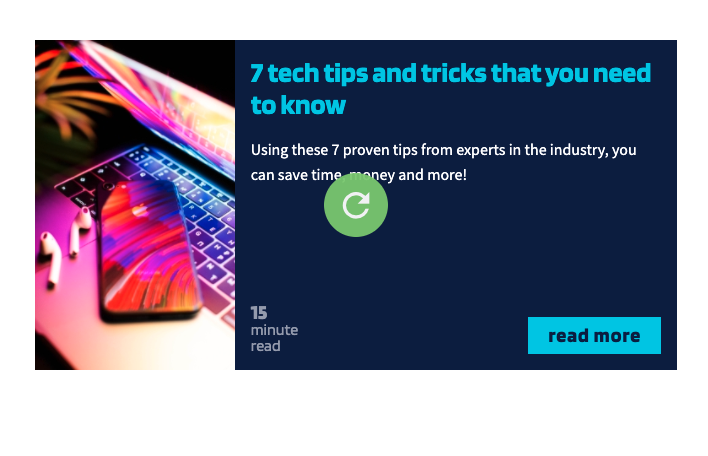 7 tech tips and tricks that you need
to know
Using these 7 proven tips from experts in the industry, you
can save time, money and more!
15
minute
read
read more